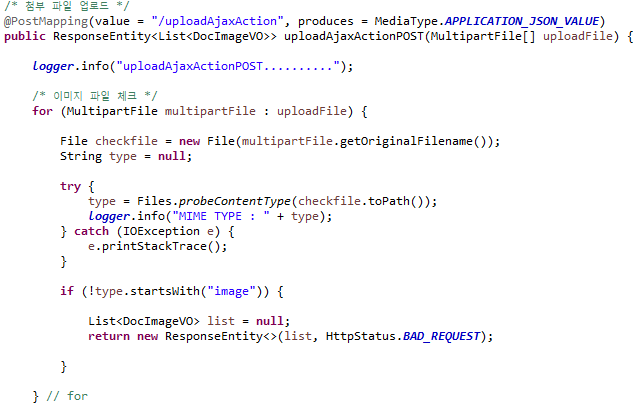 /* 첨부 파일 업로드 */
@PostMapping(value = "/uploadAjaxAction", produces = MediaType.APPLICATION_JSON_VALUE)
public ResponseEntity<List<DocImageVO>> uploadAjaxActionPOST(MultipartFile[] uploadFile) {
logger.info("uploadAjaxActionPOST..........");
/* 이미지 파일 체크 */
for (MultipartFile multipartFile : uploadFile) {
File checkfile = new File(multipartFile.getOriginalFilename());
String type = null;
try {
type = Files.probeContentType(checkfile.toPath());
logger.info("MIME TYPE : " + type);
} catch (IOException e) {
e.printStackTrace();
}
if (!type.startsWith("image")) {
List<DocImageVO> list = null;
return new ResponseEntity<>(list, HttpStatus.BAD_REQUEST);
}
} // for